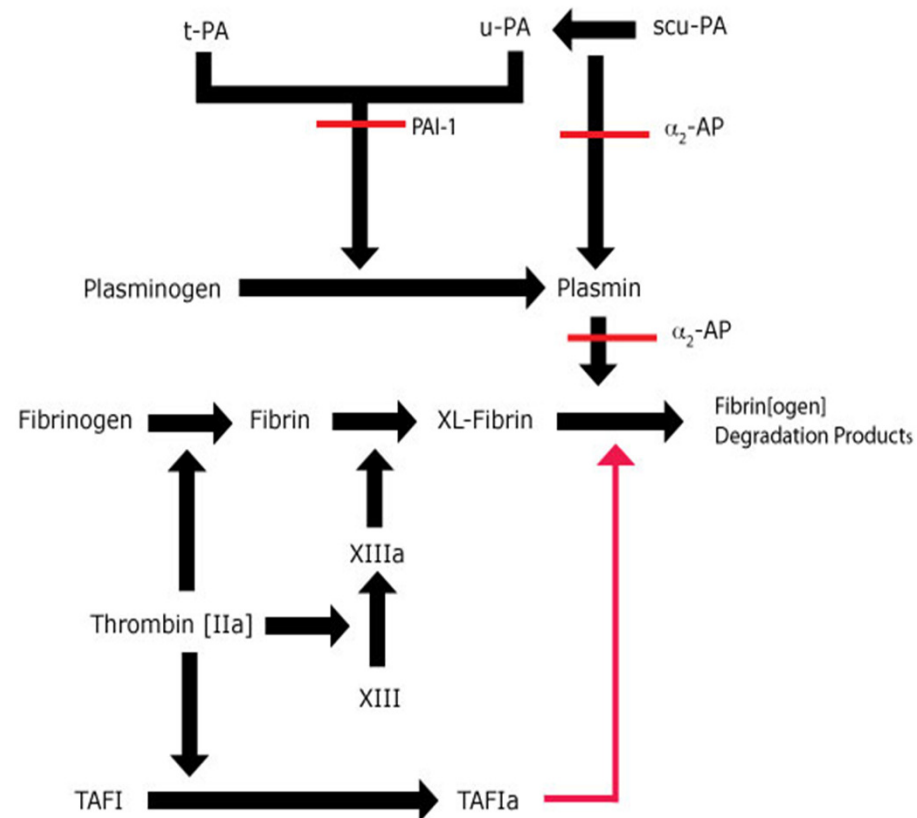 t-PA
u-PA
scu-PA
PAI-1
α₂-AP
Plasminogen
Plasmin
α₂-AP
Fibrinogen
Fibrin
XL-Fibrin
Fibrin[ogen]
Degradation Products
XIIIa
Thrombin [IIa]
XIII
TAFI
TAFIa